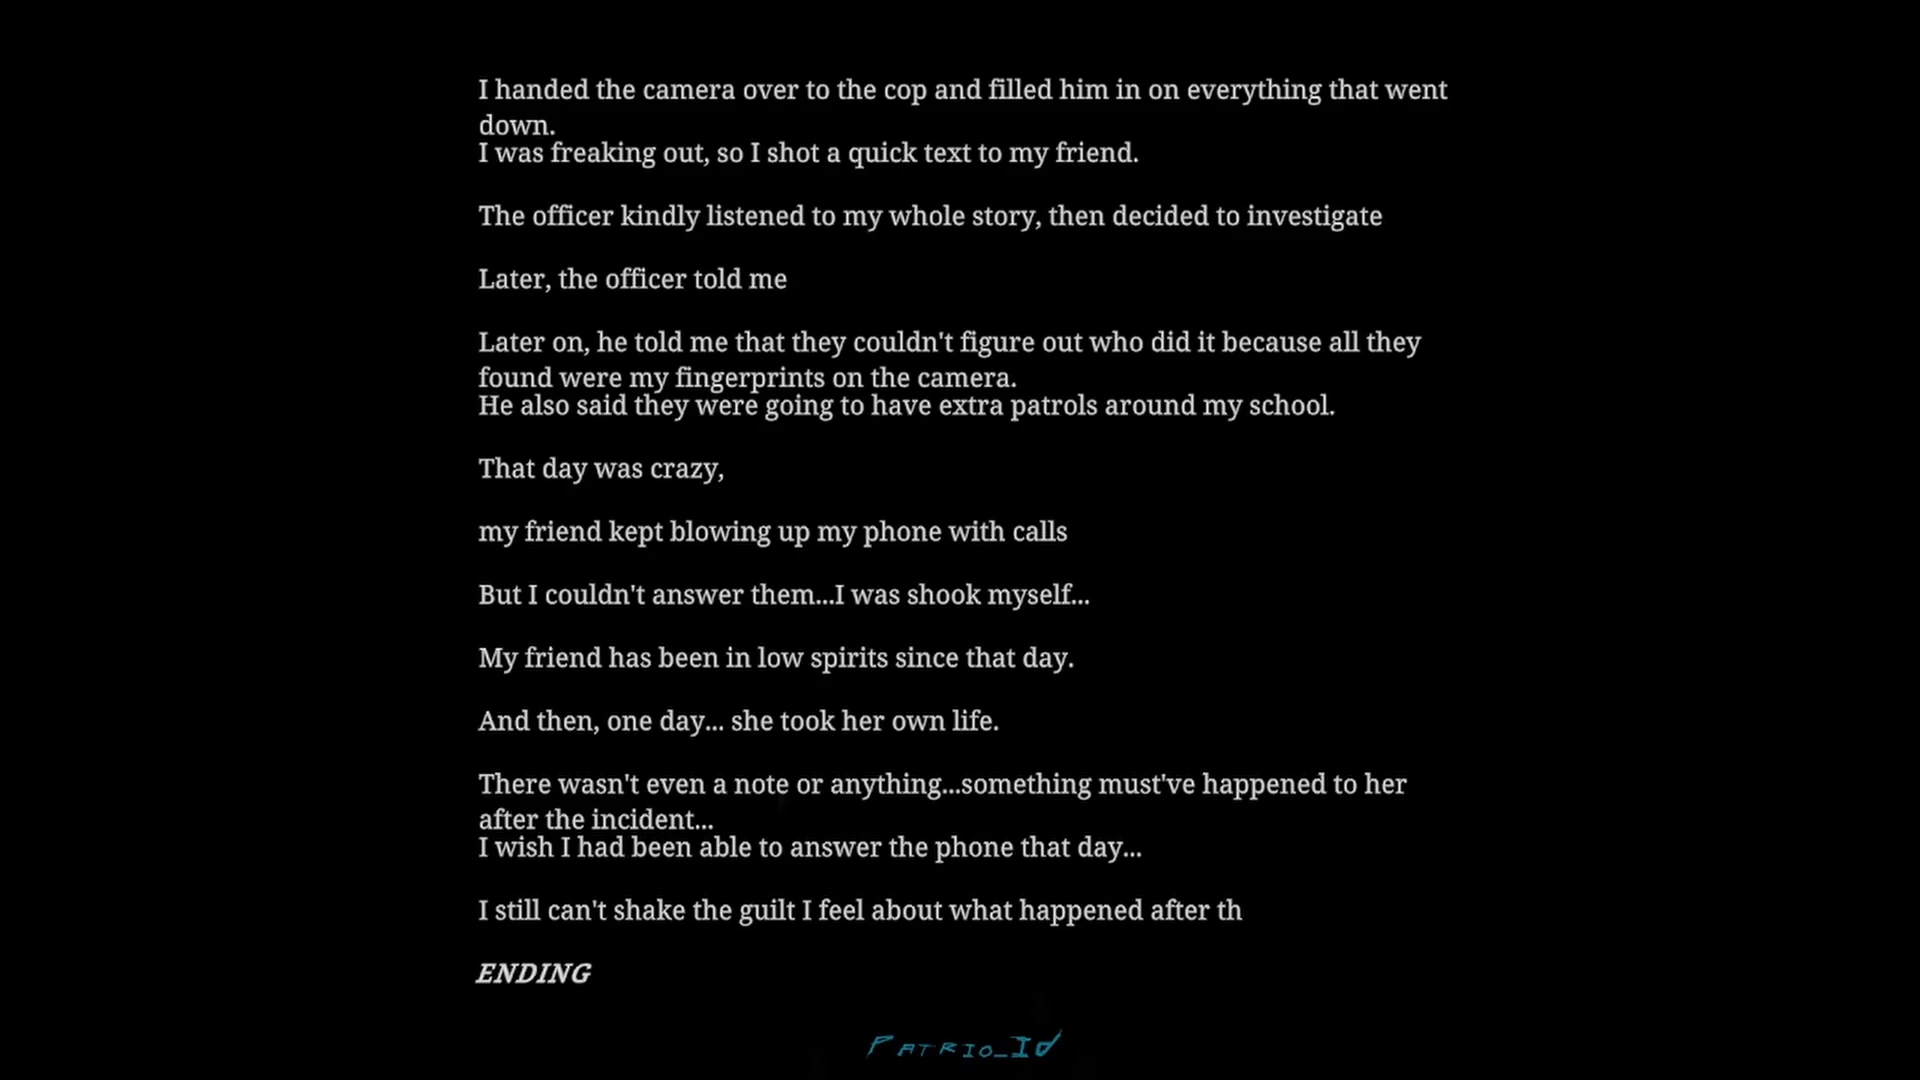 I handed the camera over to the cop and filled him in on everything that went
down.
I was freaking out, so I shot a quick text to my friend.
The officer kindly listened to my whole story, then decided to investigate
Later, the officer told me
Later on, he told me that they couldn't figure out who did it because all they
found were my fingerprints on the camera.
He also said they were going to have extra patrols around my school.
That day was crazy,
my friend kept blowing up my phone with calls
But I couldn't answer them...I was shook myself...
My friend has been in low spirits since that day.
And then, one day... she took her own life.
There wasn't even a note or anything...something must've happened to her
after the incident...
I wish I had been able to answer the phone that day...
I still can't shake the guilt I feel about what happened after th
ENDING
Patrio_Id